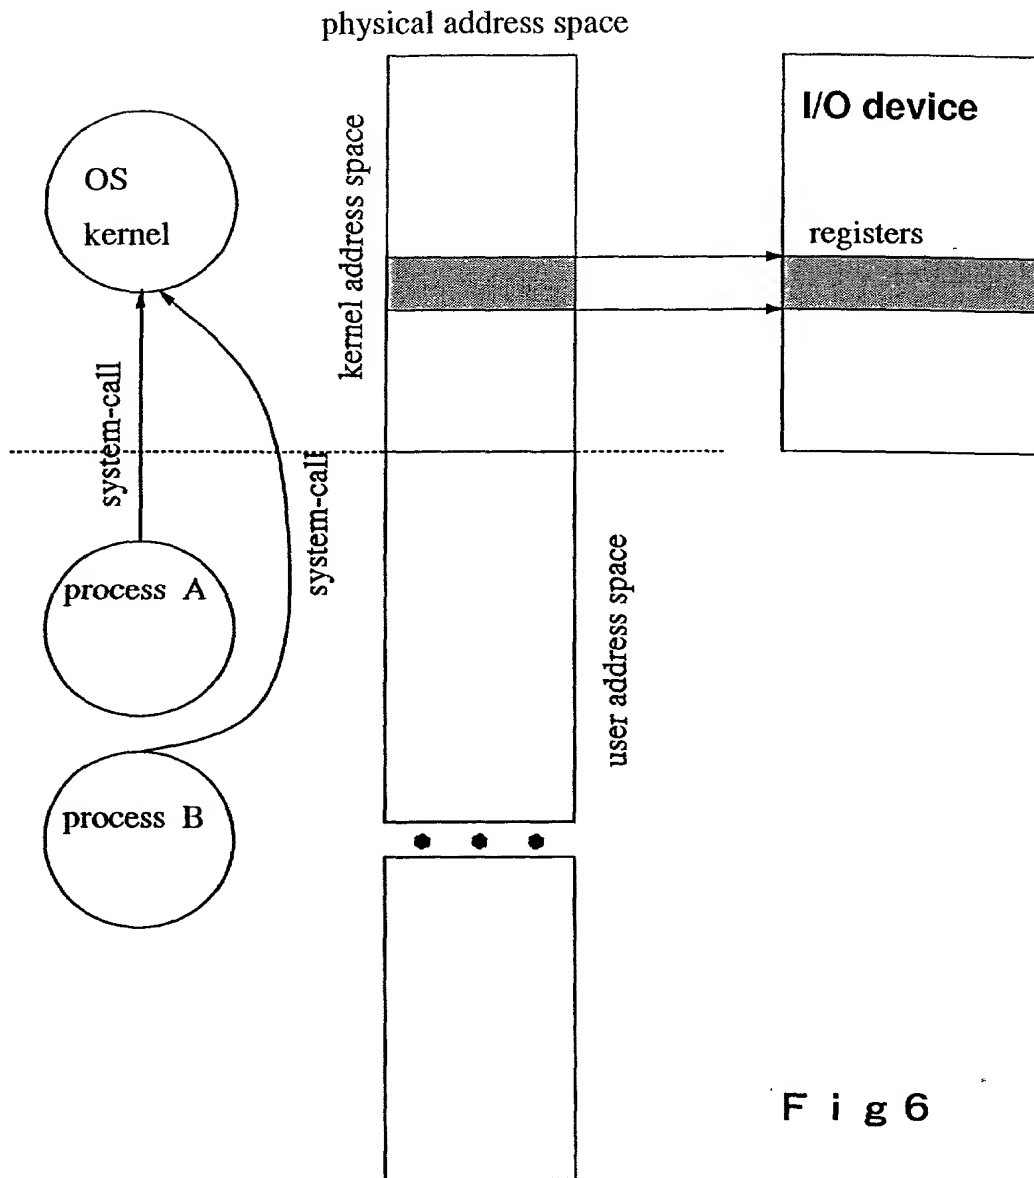 physical address space
I/O device
OS
kernel
kernel address space
registers
system-call
system-call
process A
user address space
process B
Fig6